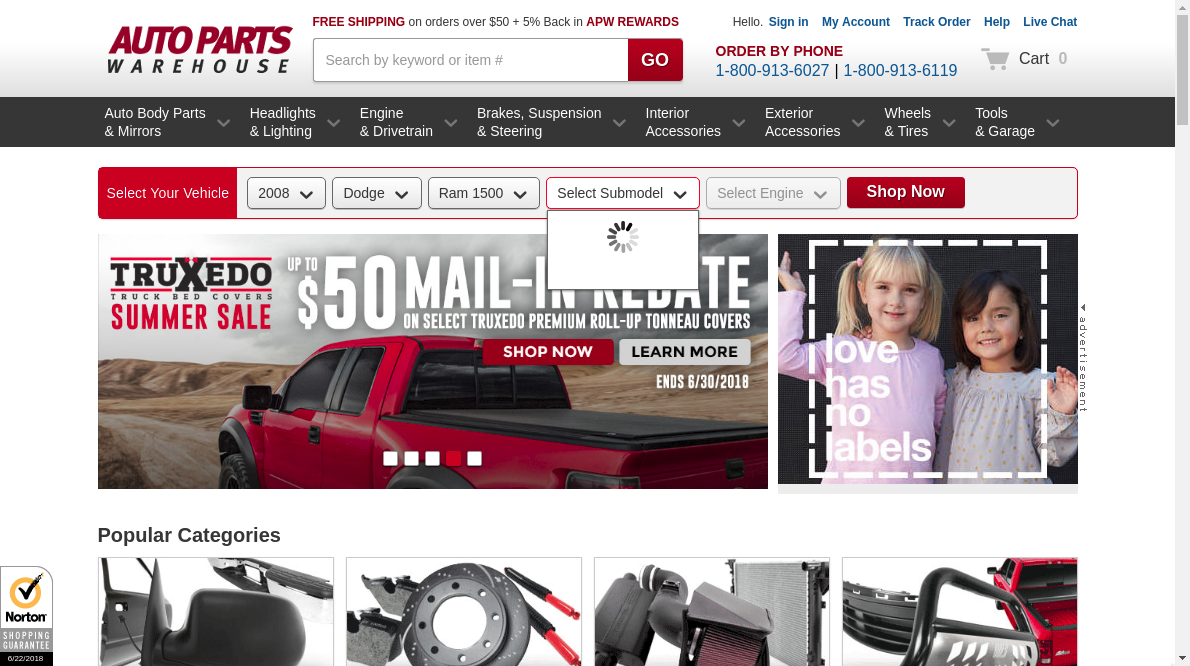 AUTO PARTS
WAREHOUSE
FREE SHIPPING on orders over $50 + 5% Back in APW REWARDS
Hello. Sign in My Account Track Order Help Live Chat
Search by keyword or item #
GO
ORDER BY PHONE
1-800-913-6027 | 1-800-913-6119
Cart 0
Auto Body Parts
& Mirrors
Headlights
& Lighting
Engine
& Drivetrain
Brakes, Suspension
& Steering
Interior
Accessories
Exterior
Accessories
Wheels
& Tires
Tools
& Garage
Select Your Vehicle
2008
Dodge
Ram 1500
Select Submodel
Select Engine
Shop Now
TRUXEDO
TRUCK BED COVERS
SUMMER SALE
UP TO
$50 MAIL-IN REBATE
ON SELECT TRUXEDO PREMIUM ROLL-UP TONNEAU COVERS
SHOP NOW
LEARN MORE
ENDS 6/30/2018
love
has
no
labels
advertisement
Popular Categories
Norton
SHOPPING
GUARANTEE
6/22/2018